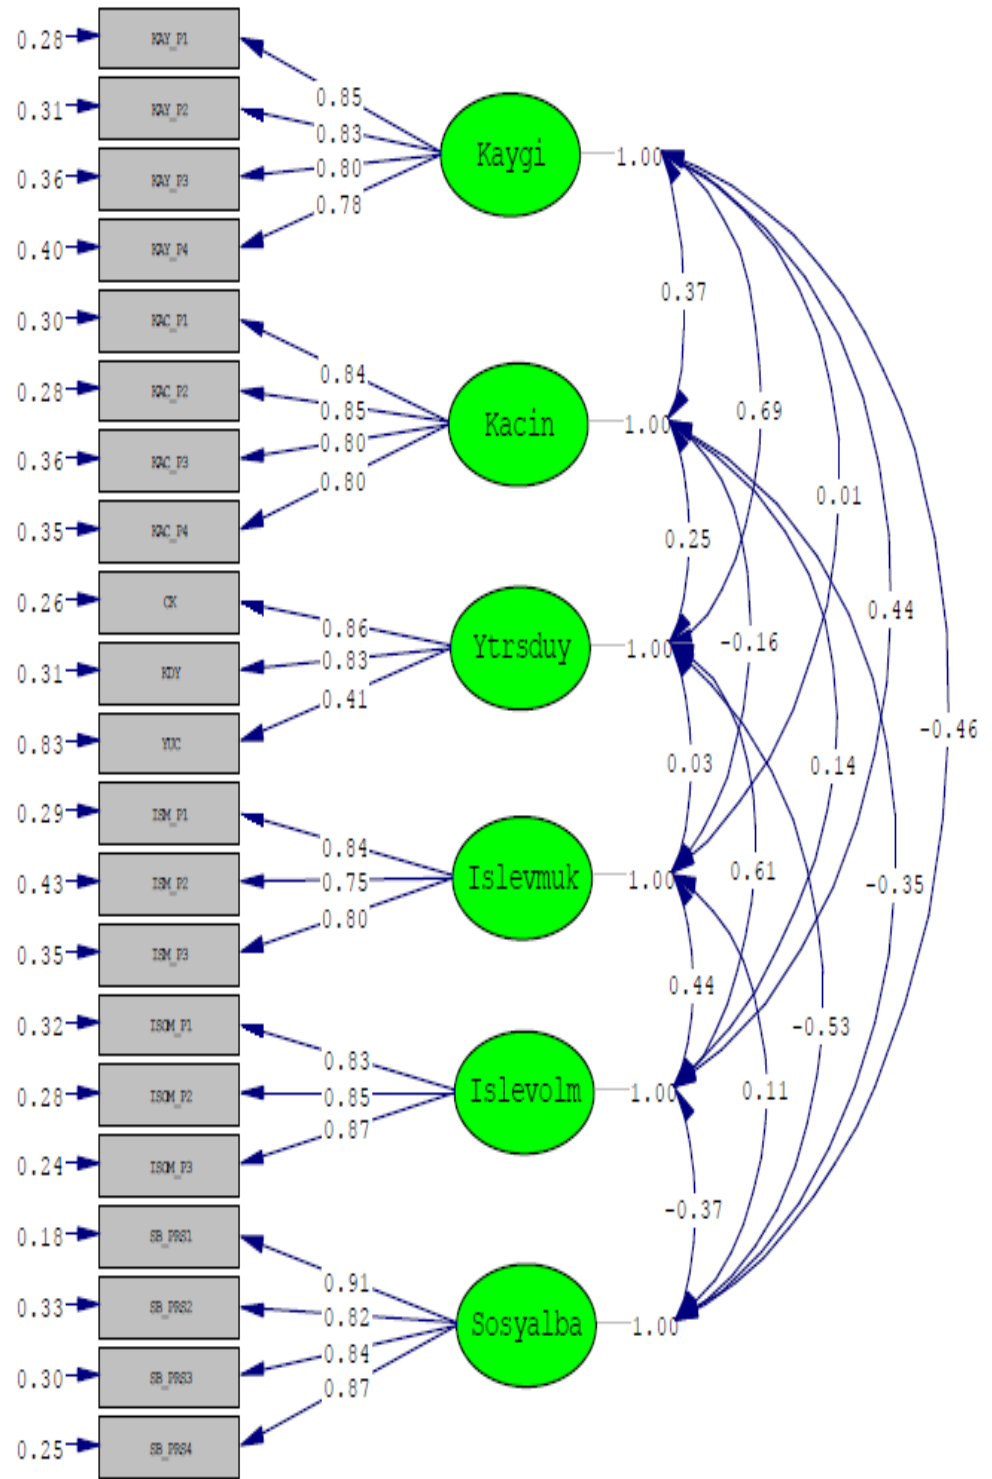 0.28
KAY_P1
0.85
0.31
KAY_P2
0.83
0.36
KAY_P3
0.80
0.40
KAY_P4
0.78
Kaygi
1.00
0.30
KAC_P1
0.84
0.28
KAC_P2
0.85
0.36
KAC_P3
0.80
0.35
KAC_P4
0.80
Kacin
1.00
0.26
CK
0.86
0.31
KDY
0.83
0.83
YUC
0.41
Ytrsduy
1.00
0.29
ISM_P1
0.84
0.43
ISM_P2
0.75
0.35
ISM_P3
0.80
Islevmuk
1.00
0.32
ISOM_P1
0.83
0.28
ISOM_P2
0.85
0.24
ISOM_P3
0.87
Islevolm
1.00
0.18
SB_PRS1
0.91
0.33
SB_PRS2
0.82
0.30
SB_PRS3
0.84
0.25
SB_PRS4
0.87
Sosyalba
1.00
0.37
0.69
0.01
0.25
0.44
-0.16
-0.46
0.03
0.14
0.61
-0.35
0.44
-0.53
0.11
-0.37